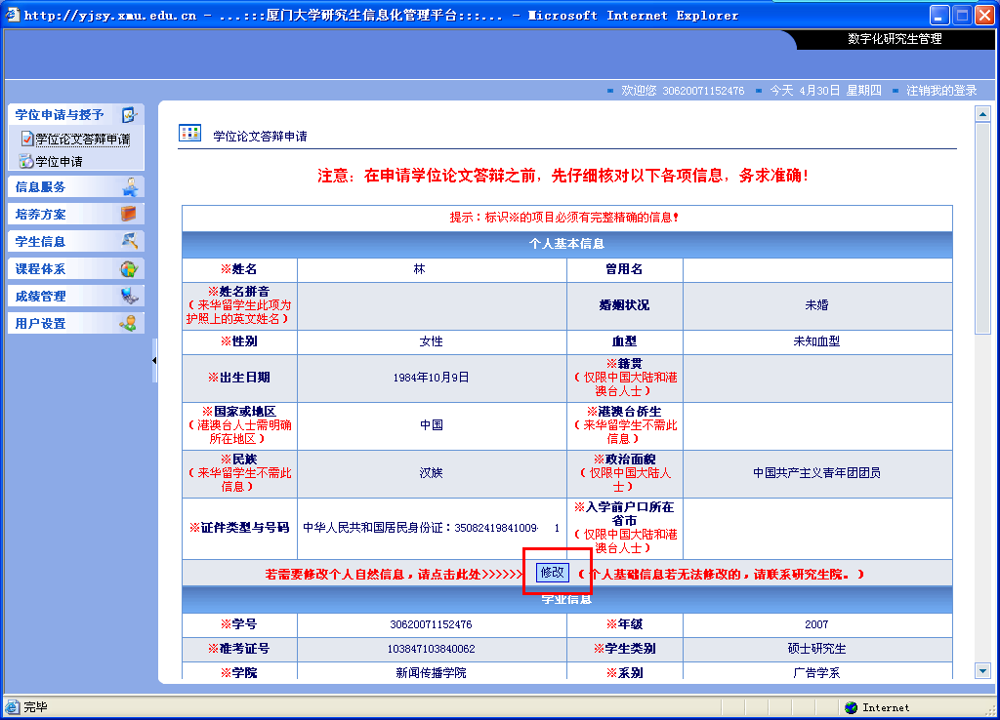 http://yjsy.xmu.edu.cn - ...:::厦门大学研究生信息化管理平台:::... - Microsoft Internet Explorer
数字化研究生管理
欢迎您 30620071152476 今天 4月30日 星期四 注销我的登录
学位申请与授予
学位论文答辩申请
学位申请
信息服务
培养方案
学生信息
课程体系
成绩管理
用户设置
学位论文答辩申请
注意：在申请学位论文答辩之前，先仔细核对以下各项信息，务求准确！
提示：标识※的项目必须有完整精确的信息！
个人基本信息
※姓名 林 曾用名
※姓名拼音
（来华留学生此项为
护照上的英文姓名）
婚姻状况 未婚
※性别 女性 血型 未知血型
※出生日期 1984年10月9日
※籍贯
（仅限中国大陆和港
澳台人士）
※国家或地区
（港澳台人士需明确
所在地区）
中国
※港澳台侨生
（来华留学生不需此
信息）
※民族
（来华留学生不需此
信息）
汉族
※政治面貌
（仅限中国大陆人
士）
中国共产主义青年团团员
※证件类型与号码 中华人民共和国居民身份证：35082419841009 1
※入学前户口所在
省市
（仅限中国大陆和港
澳台人士）
若需要修改个人自然信息，请点击此处>>>>>> 修改 （个人基础信息若无法修改的，请联系研究生院。）
学业信息
※学号 30620071152476 ※年级 2007
※准考证号 103847103840062 ※学生类别 硕士研究生
※学院 新闻传播学院 ※系别 广告学系
完毕 Internet